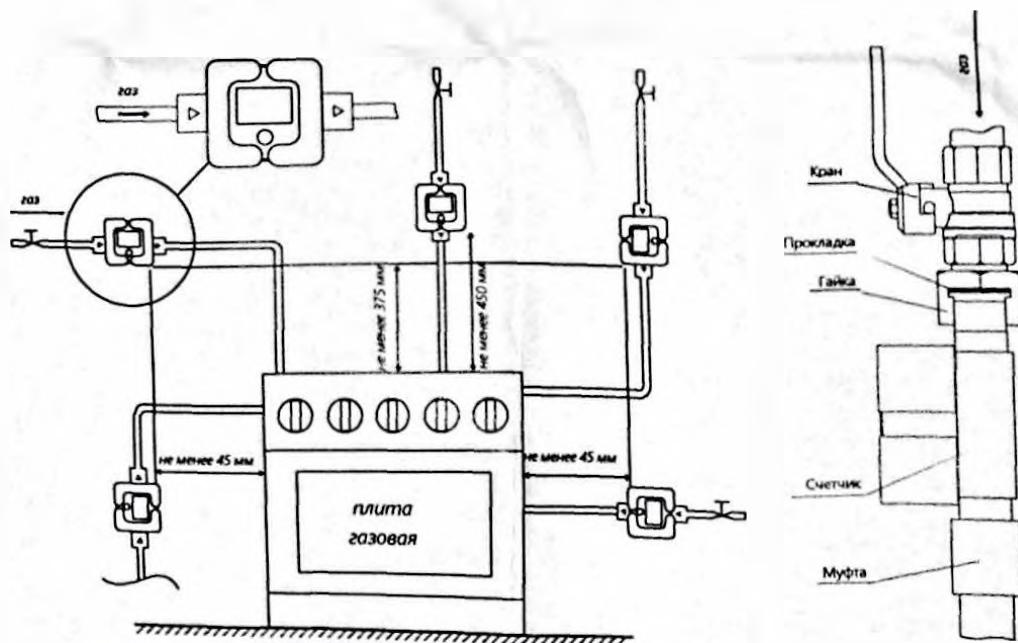 газ
газ
не менее 375 мм
не менее 450 мм
не менее 45 мм
не менее 45 мм
плита
газовая
газ
Кран
Прокладка
Гайка
Счетчик
Муфта